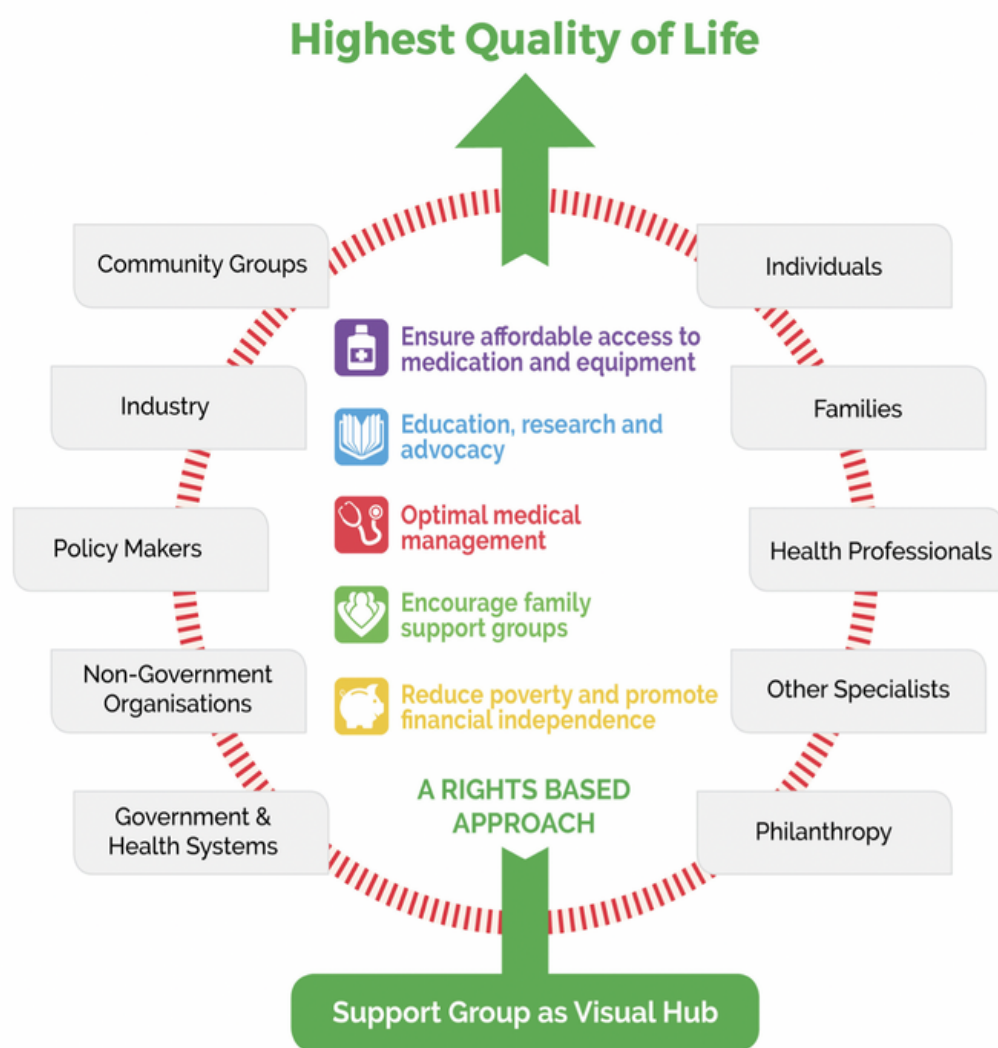 Highest Quality of Life
Community Groups
Individuals
Ensure affordable access to
medication and equipment
Industry
Families
Education, research and
advocacy
Optimal medical
management
Policy Makers
Health Professionals
Encourage family
support groups
Non-Government
Organisations
Other Specialists
Reduce poverty and promote
financial independence
A RIGHTS BASED
APPROACH
Government &
Health Systems
Philanthropy
Support Group as Visual Hub